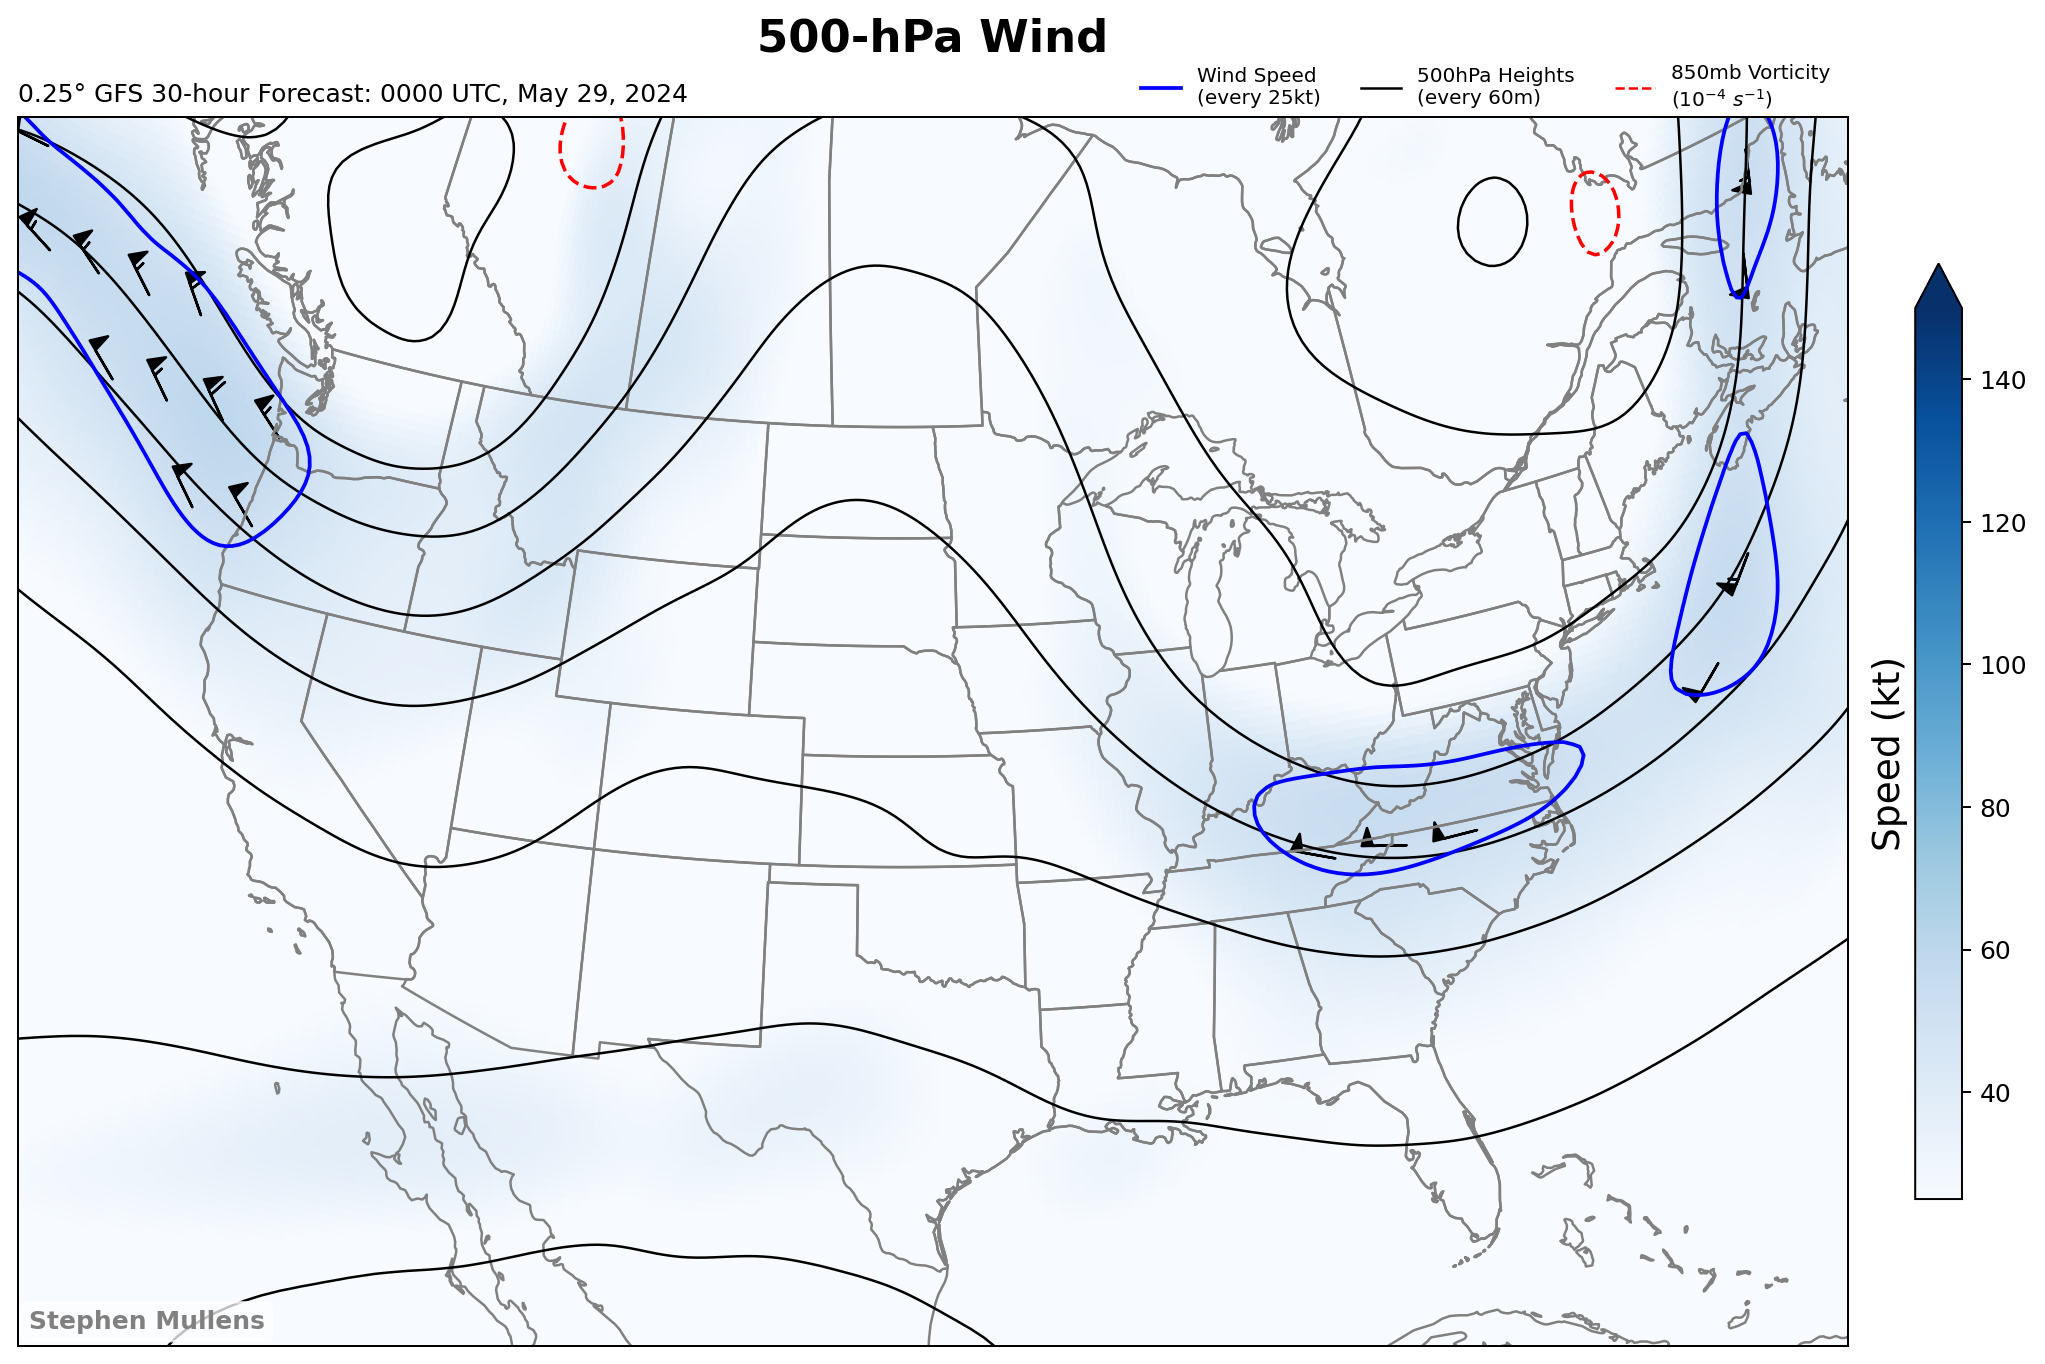 500-hPa Wind
0.25° GFS 30-hour Forecast: 0000 UTC, May 29, 2024
Wind Speed
(every 25kt)
500hPa Heights
(every 60m)
850mb Vorticity
(10⁻⁴ s⁻¹)
140
120
100
80
60
40
Speed (kt)
Stephen Mullens